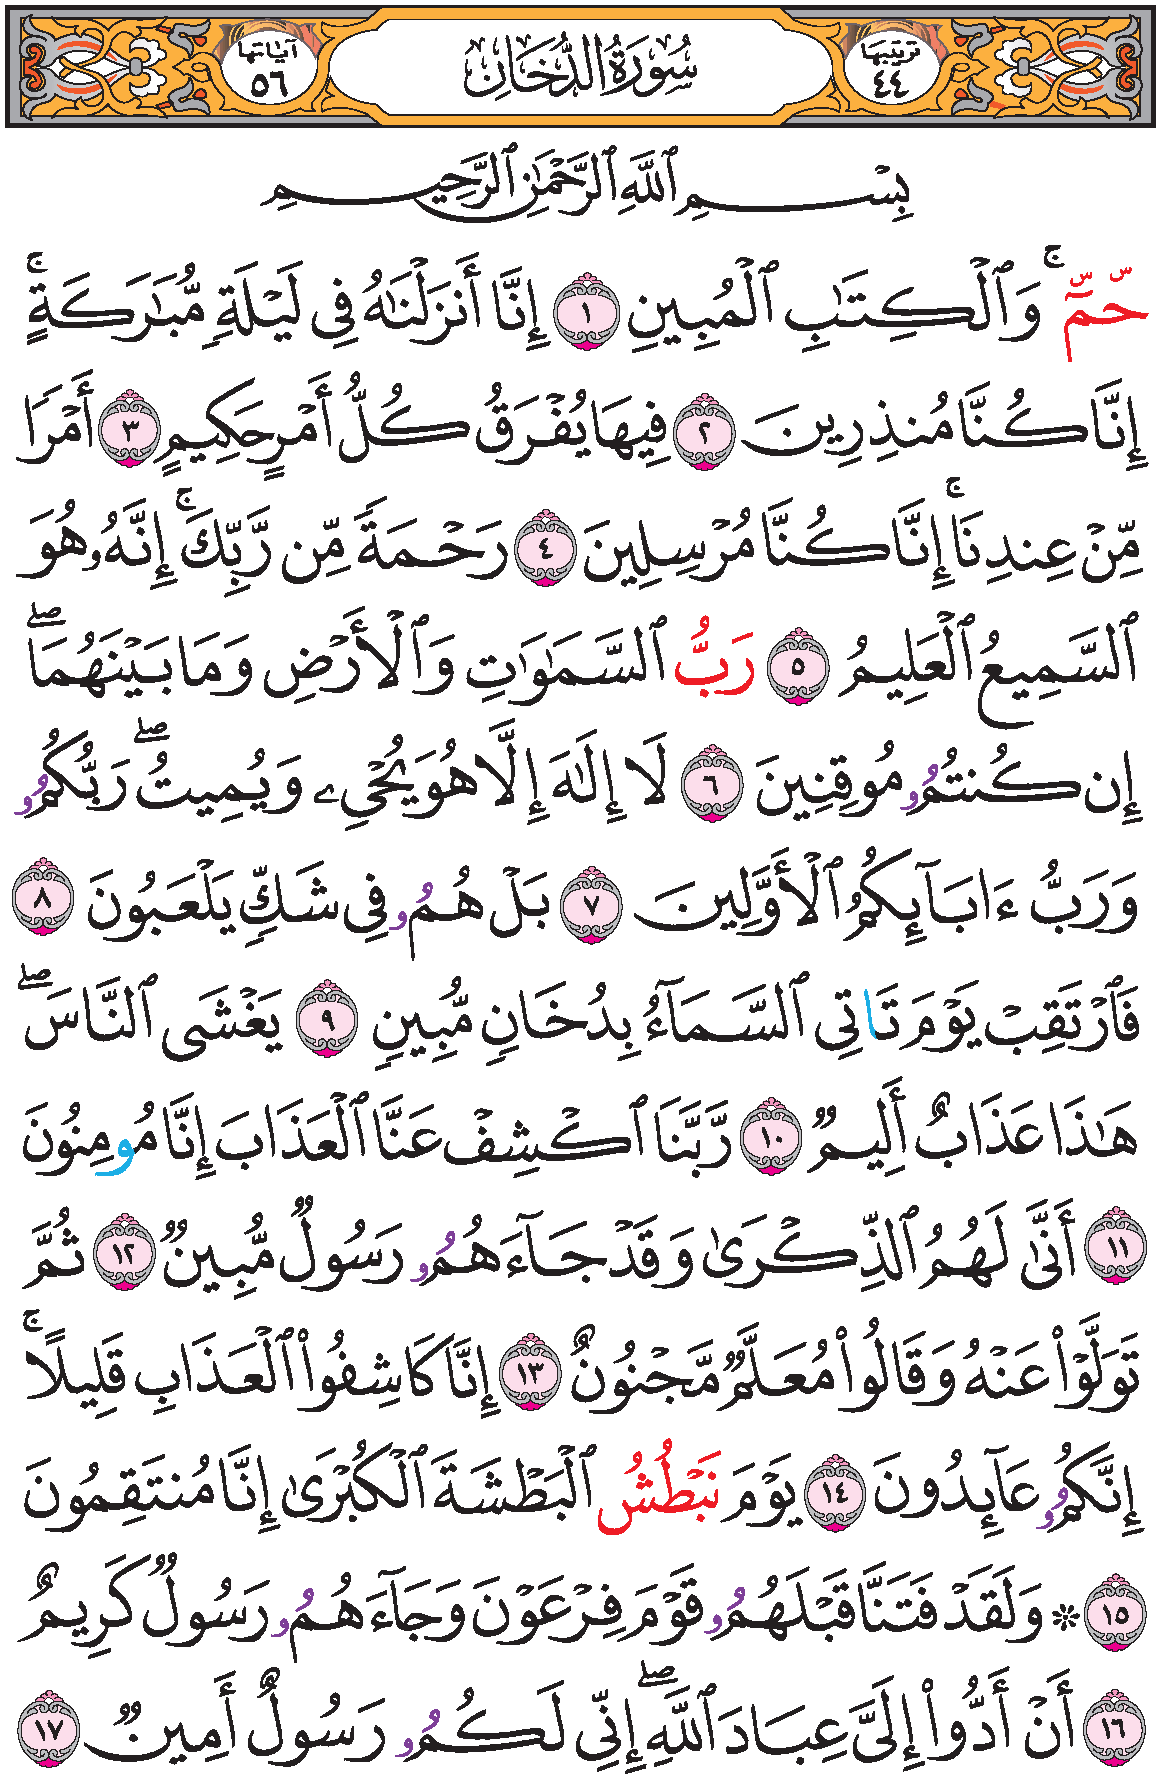 ترتيبها ٤٤ سُورَةُ الدُّخَانِ آياتها ٥٦
بِسْمِ ٱللَّهِ ٱلرَّحْمَٰنِ ٱلرَّحِيمِ
حمٓ ۚ وَٱلْكِتَٰبِ ٱلْمُبِينِ ١ إِنَّا أَنزَلْنَٰهُ فِى لَيْلَةٍ مُّبَٰرَكَةٍ ۚ
إِنَّا كُنَّا مُنذِرِينَ ٢ فِيهَا يُفْرَقُ كُلُّ أَمْرٍ حَكِيمٍ ٣ أَمْرًا
مِّنْ عِندِنَا ۚ إِنَّا كُنَّا مُرْسِلِينَ ٤ رَحْمَةً مِّن رَّبِّكَ ۚ إِنَّهُۥ هُوَ
ٱلسَّمِيعُ ٱلْعَلِيمُ ٥ رَبُّ ٱلسَّمَٰوَٰتِ وَٱلْأَرْضِ وَمَا بَيْنَهُمَا ۖ
إِن كُنتُمُۥ مُوقِنِينَ ٦ لَا إِلَٰهَ إِلَّا هُوَ يُحْىِۦ وَيُمِيتُ ۖ رَبُّكُمُۥ
وَرَبُّ ءَابَآئِكُمُ ٱلْأَوَّلِينَ ٧ بَلْ هُمُۥ فِى شَكٍّ يَلْعَبُونَ ٨
فَٱرْتَقِبْ يَوْمَ تَاتِى ٱلسَّمَآءُ بِدُخَانٍ مُّبِينٍ ٩ يَغْشَى ٱلنَّاسَ ۖ
هَٰذَا عَذَابٌ أَلِيمٌ ١٠ رَّبَّنَا ٱكْشِفْ عَنَّا ٱلْعَذَابَ إِنَّا مُومِنُونَ
١١ أَنَّىٰ لَهُمُ ٱلذِّكْرَىٰ وَقَدْ جَآءَهُمُۥ رَسُولٌ مُّبِينٌ ١٢ ثُمَّ
تَوَلَّوْا۟ عَنْهُ وَقَالُوا۟ مُعَلَّمٌ مَّجْنُونٌ ١٣ إِنَّا كَاشِفُوا۟ ٱلْعَذَابِ قَلِيلًا ۚ
إِنَّكُمُۥ عَآئِدُونَ ١٤ يَوْمَ نَبْطُشُ ٱلْبَطْشَةَ ٱلْكُبْرَىٰ إِنَّا مُنتَقِمُونَ
١٥ ۞ وَلَقَدْ فَتَنَّا قَبْلَهُمُۥ قَوْمَ فِرْعَوْنَ وَجَآءَهُمُۥ رَسُولٌ كَرِيمٌ
١٦ أَنْ أَدُّوا۟ إِلَىَّ عِبَادَ ٱللَّهِ ۖ إِنِّى لَكُمُۥ رَسُولٌ أَمِينٌ ١٧